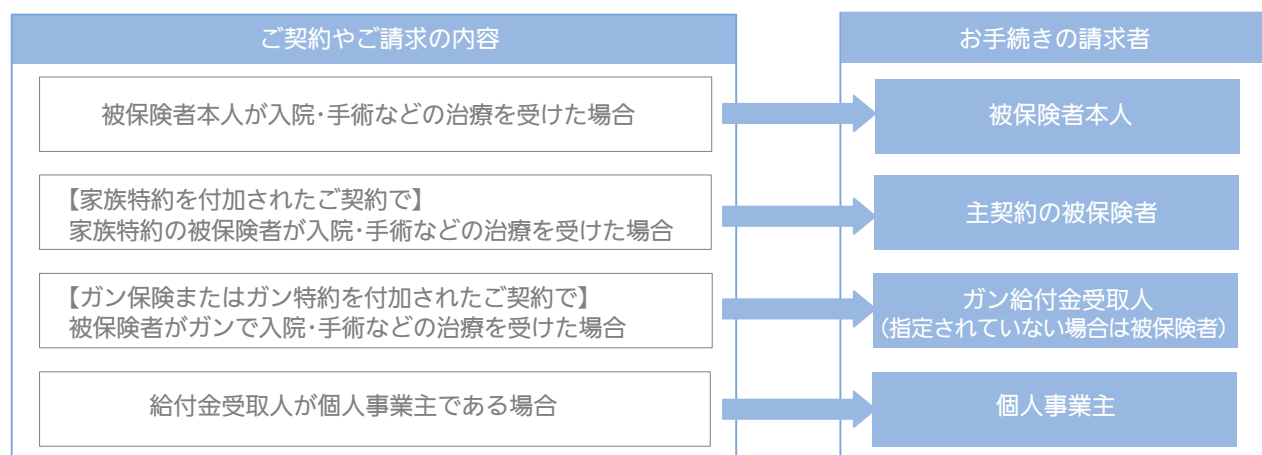 ご契約やご請求の内容
お手続きの請求者
被保険者本人が入院･手術などの治療を受けた場合
被保険者本人
【家族特約を付加されたご契約で】
家族特約の被保険者が入院･手術などの治療を受けた場合
主契約の被保険者
【ガン保険またはガン特約を付加されたご契約で】
被保険者がガンで入院･手術などの治療を受けた場合
ガン給付金受取人
（指定されていない場合は被保険者）
給付金受取人が個人事業主である場合
個人事業主